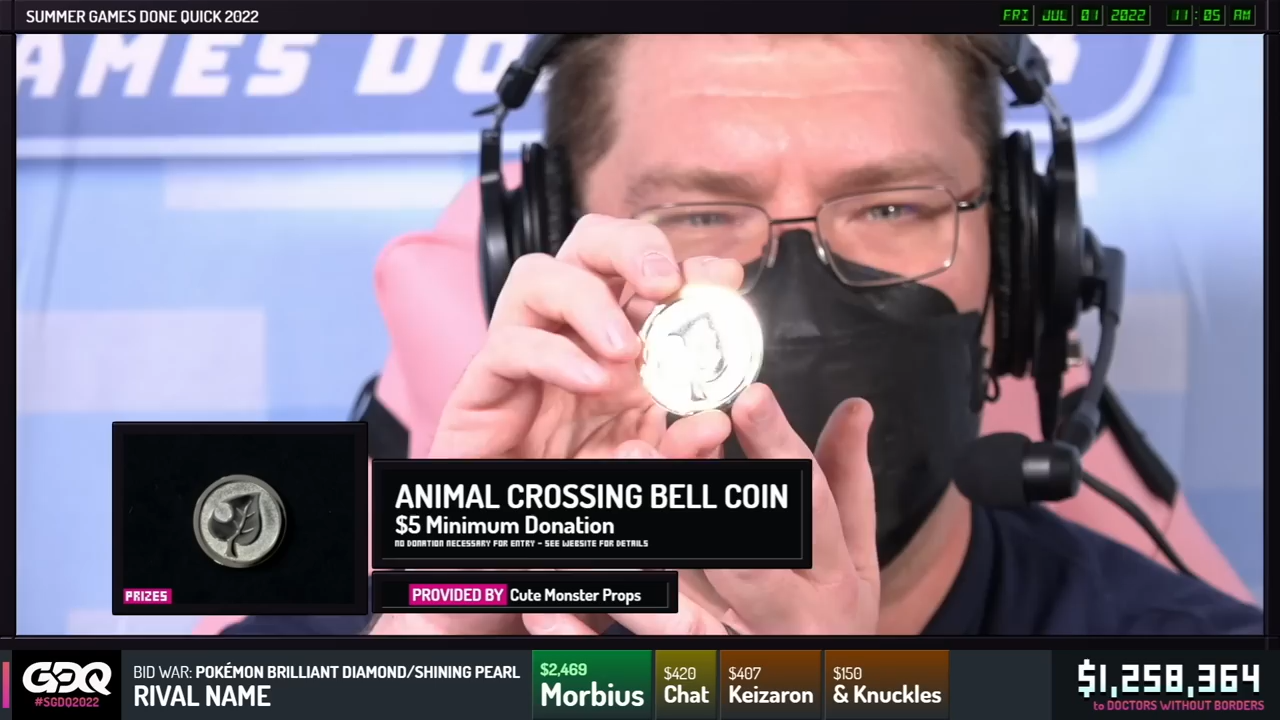 SUMMER GAMES DONE QUICK 2022
FRI JUL 01 2022 11:05 AM
AMES DO
ANIMAL CROSSING BELL COIN
$5 Minimum Donation
NO DONATION NECESSARY FOR ENTRY - SEE WEBSITE FOR DETAILS
PRIZES
PROVIDED BY Cute Monster Props
GDQ
#SGDQ2022
BID WAR: POKÉMON BRILLIANT DIAMOND/SHINING PEARL
RIVAL NAME
$2,469
Morbius
$420
Chat
$407
Keizaron
$150
& Knuckles
$1,258,364
to DOCTORS WITHOUT BORDERS